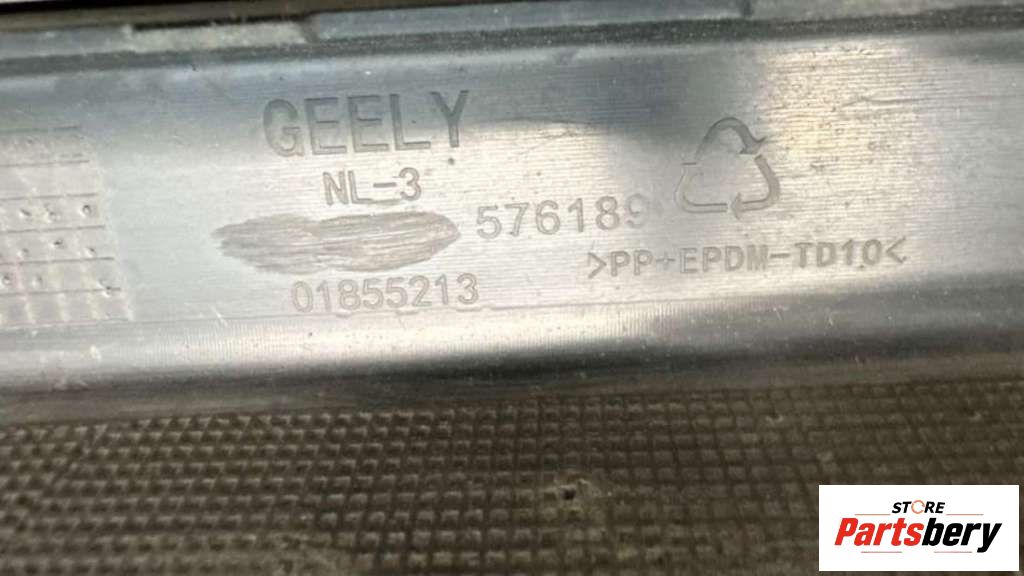 GEELY
NL-3
576189
01855213
>PP+EPDM-TD10<
STORE
Partsbery